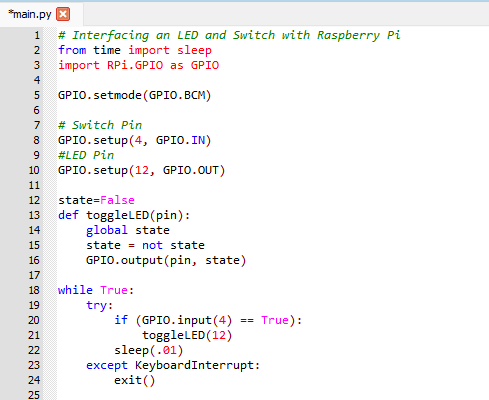 *main.py
1 # Interfacing an LED and Switch with Raspberry Pi
2 from time import sleep
3 import RPi.GPIO as GPIO
4
5 GPIO.setmode(GPIO.BCM)
6
7 # Switch Pin
8 GPIO.setup(4, GPIO.IN)
9 #LED Pin
10 GPIO.setup(12, GPIO.OUT)
11
12 state=False
13 def toggleLED(pin):
14     global state
15     state = not state
16     GPIO.output(pin, state)
17
18 while True:
19     try:
20         if (GPIO.input(4) == True):
21             toggleLED(12)
22         sleep(.01)
23     except KeyboardInterrupt:
24         exit()
25